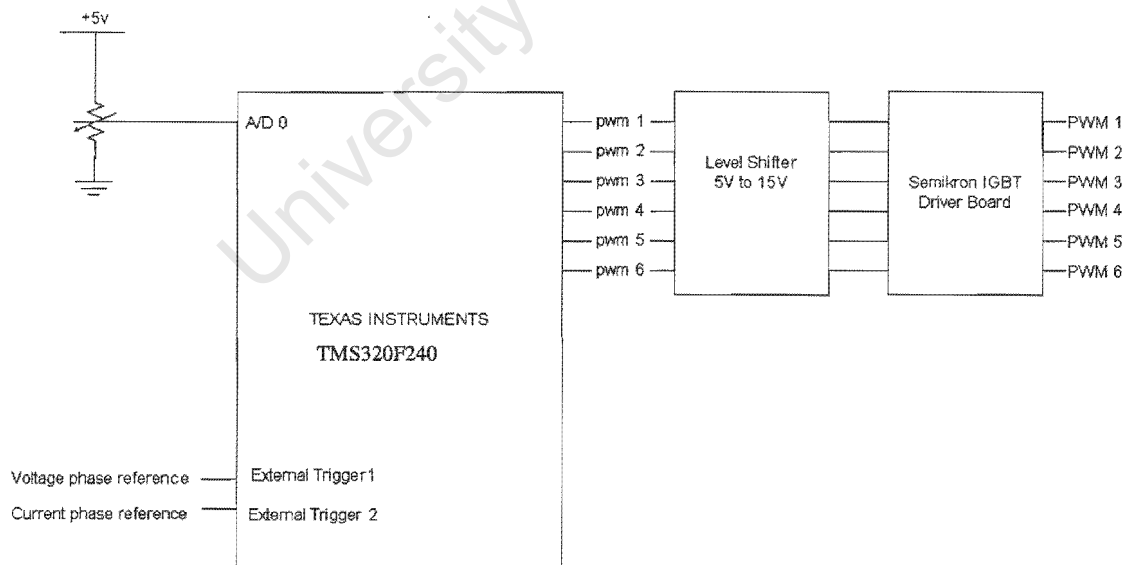 +5v
University
A/D 0
pwm 1
pwm 2
pwm 3
pwm 4
pwm 5
pwm 6
Level Shifter
5V to 15V
Semikron IGBT
Driver Board
PWM 1
PWM 2
PWM 3
PWM 4
PWM 5
PWM 6
TEXAS INSTRUMENTS
TMS320F240
Voltage phase reference
External Trigger 1
Current phase reference
External Trigger 2